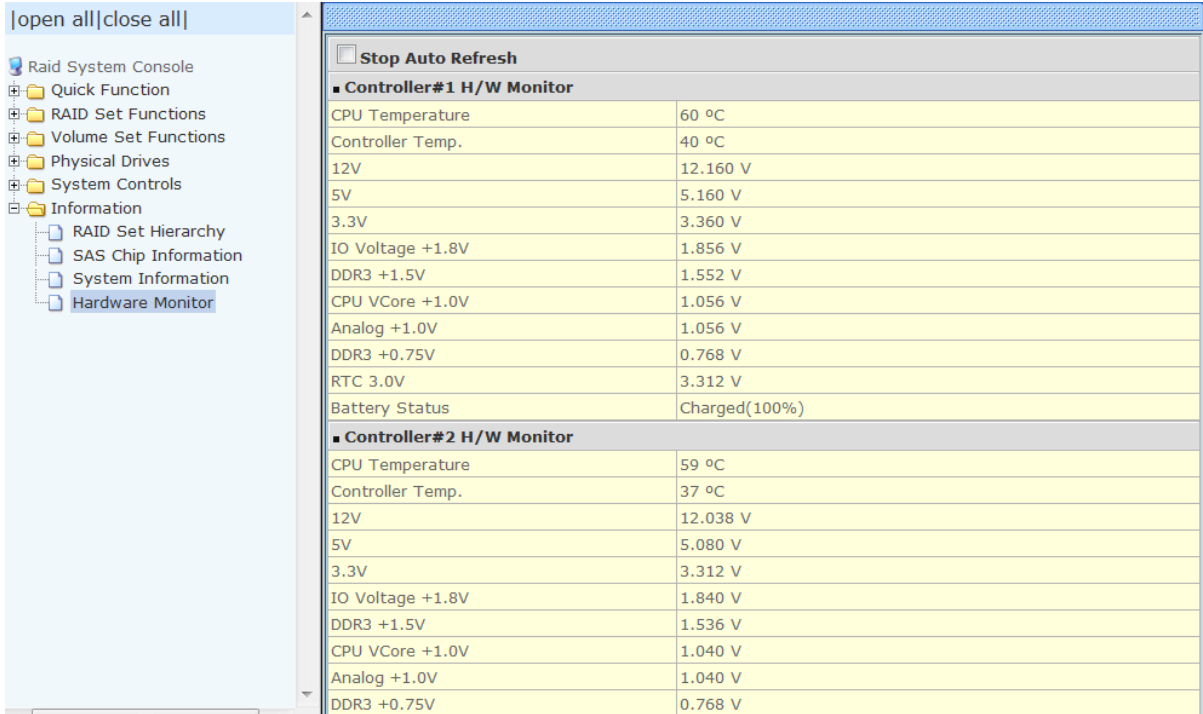 |open all|close all|
Raid System Console
Quick Function
RAID Set Functions
Volume Set Functions
Physical Drives
System Controls
Information
RAID Set Hierarchy
SAS Chip Information
System Information
Hardware Monitor
Stop Auto Refresh
Controller#1 H/W Monitor
CPU Temperature 60 ºC
Controller Temp. 40 ºC
12V 12.160 V
5V 5.160 V
3.3V 3.360 V
IO Voltage +1.8V 1.856 V
DDR3 +1.5V 1.552 V
CPU VCore +1.0V 1.056 V
Analog +1.0V 1.056 V
DDR3 +0.75V 0.768 V
RTC 3.0V 3.312 V
Battery Status Charged(100%)
Controller#2 H/W Monitor
CPU Temperature 59 ºC
Controller Temp. 37 ºC
12V 12.038 V
5V 5.080 V
3.3V 3.312 V
IO Voltage +1.8V 1.840 V
DDR3 +1.5V 1.536 V
CPU VCore +1.0V 1.040 V
Analog +1.0V 1.040 V
DDR3 +0.75V 0.768 V